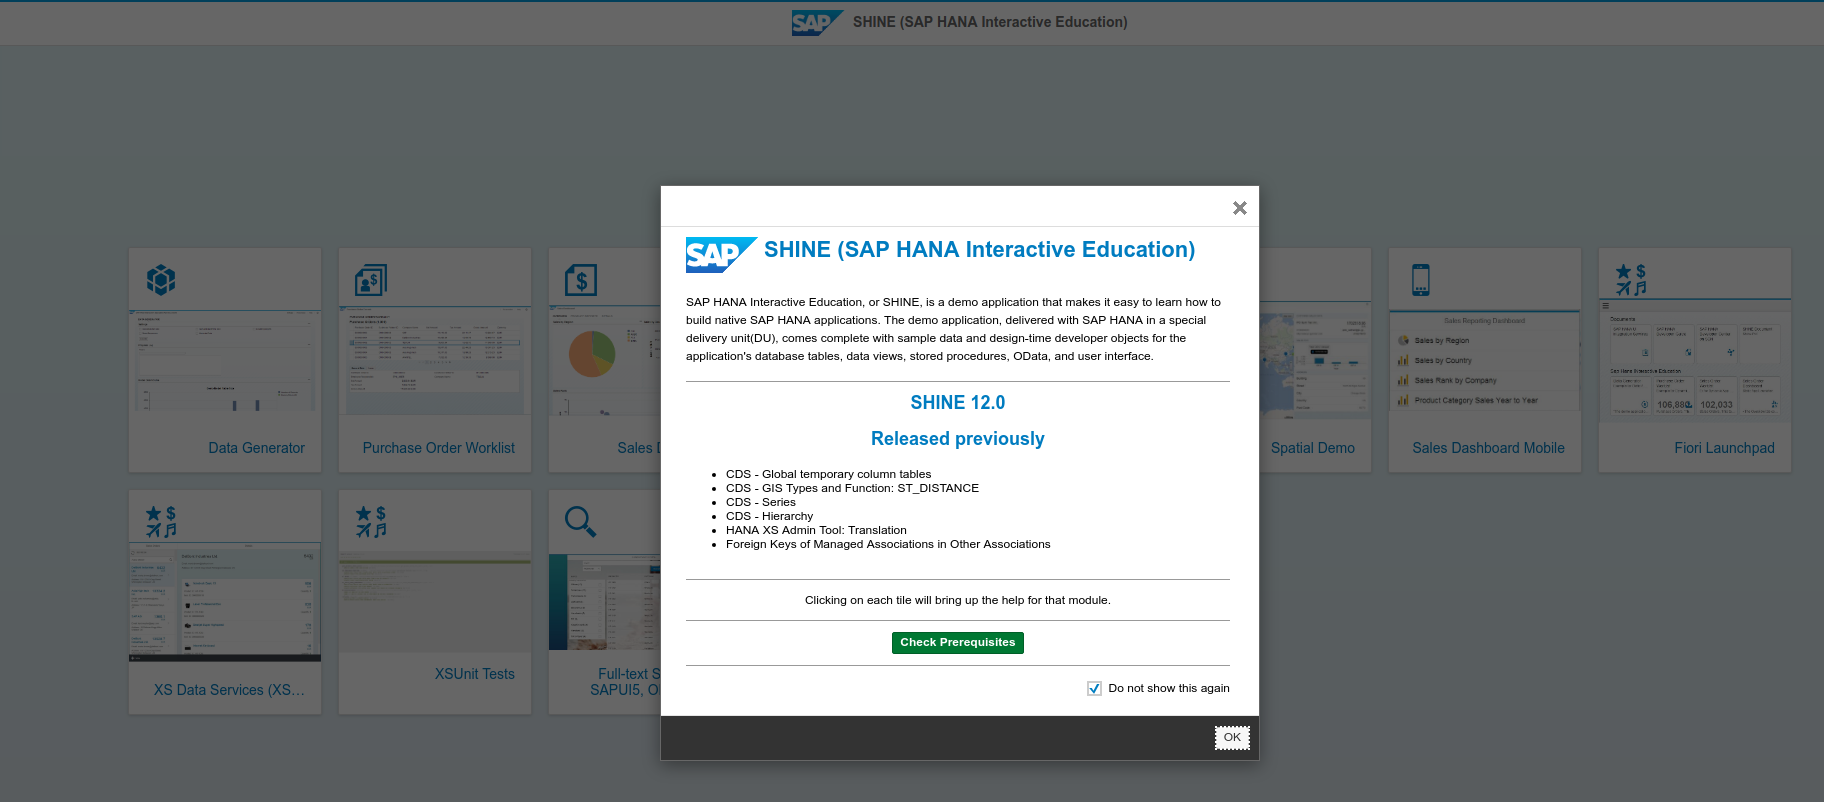 SAP SHINE (SAP HANA Interactive Education)
SAP SHINE (SAP HANA Interactive Education)
SAP HANA Interactive Education, or SHINE, is a demo application that makes it easy to learn how to
build native SAP HANA applications. The demo application, delivered with SAP HANA in a special
delivery unit(DU), comes complete with sample data and design-time developer objects for the
application's database tables, data views, stored procedures, OData, and user interface.
SHINE 12.0
Released previously
CDS - Global temporary column tables
CDS - GIS Types and Function: ST_DISTANCE
CDS - Series
CDS - Hierarchy
HANA XS Admin Tool: Translation
Foreign Keys of Managed Associations in Other Associations
Clicking on each tile will bring up the help for that module.
Check Prerequisites
Do not show this again
OK
Data Generator
Purchase Order Worklist
Sales
Spatial Demo
Sales Reporting Dashboard
Sales by Region
Sales by Country
Sales Rank by Company
Product Category Sales Year to Year
Sales Dashboard Mobile
Documents
Sap Hana Interactive Education
102,033
Fiori Launchpad
XS Data Services (XS...
XSUnit Tests
Full-text S
SAPUI5, O